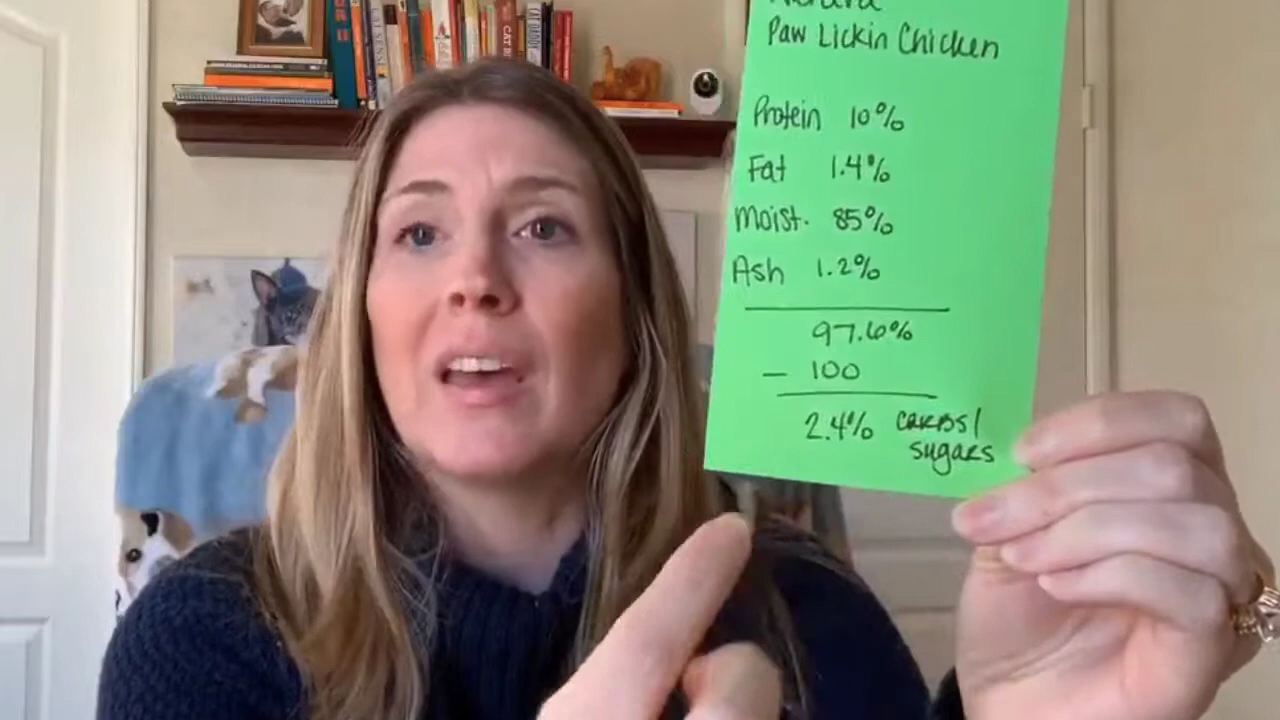 Paw Lickin Chicken
Protein 10%
Fat 1.4%
Moist. 85%
Ash 1.2%
97.6%
— 100
2.4% CARBS/
sugars